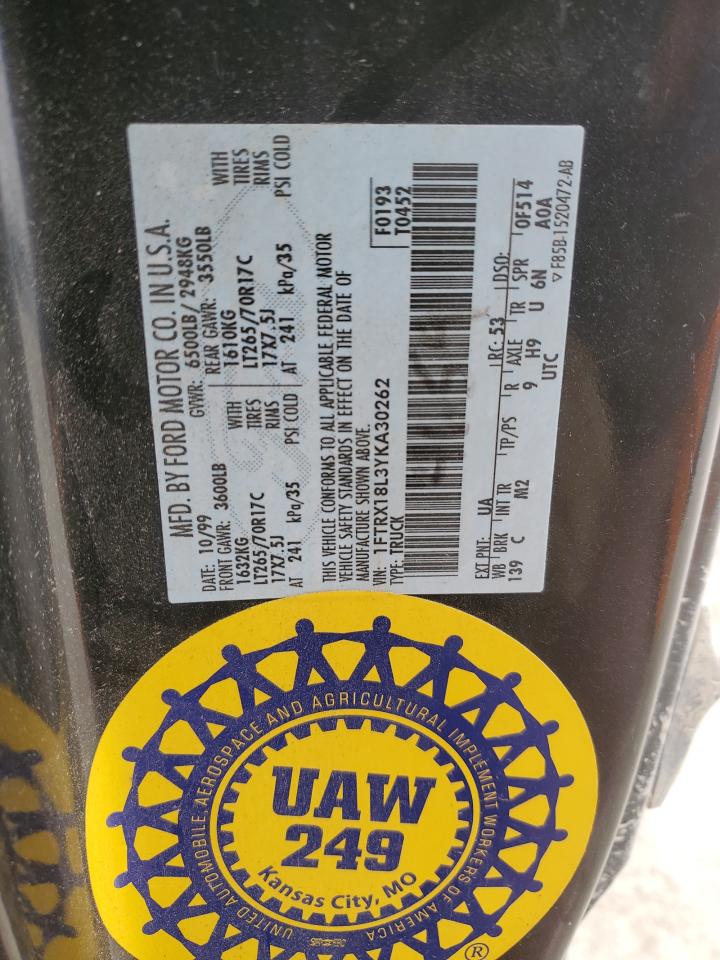 MFD. BY FORD MOTOR CO. IN U.S.A.
DATE: 10/99 GVWR: 6500LB/2948KG
FRONT GAWR: 3600LB REAR GAWR: 3550LB
1632KG WITH 1610KG WITH
LT265/70R17C TIRES LT265/70R17C TIRES
17X7.5J RIMS 17X7.5J RIMS
AT 241 kPa/35 PSI COLD AT 241 kPa/35 PSI COLD
THIS VEHICLE CONFORMS TO ALL APPLICABLE FEDERAL MOTOR
VEHICLE SAFETY STANDARDS IN EFFECT ON THE DATE OF
MANUFACTURE SHOWN ABOVE.
VIN: 1FTRX18L3YKA30262
TYPE: TRUCK
F0193
T0452
EXT PNT: UA RC: 53 DSO:
WB BRK INT TR TP/PS R AXLE TR SPR 0F514
139 C M2 9 H9 U 6N A0A
UTC
▽ F85B-1520472-AB
UNITED AUTOMOBILE AEROSPACE AND AGRICULTURAL IMPLEMENT WORKERS OF AMERICA
UAW
249
Kansas City, MO
®